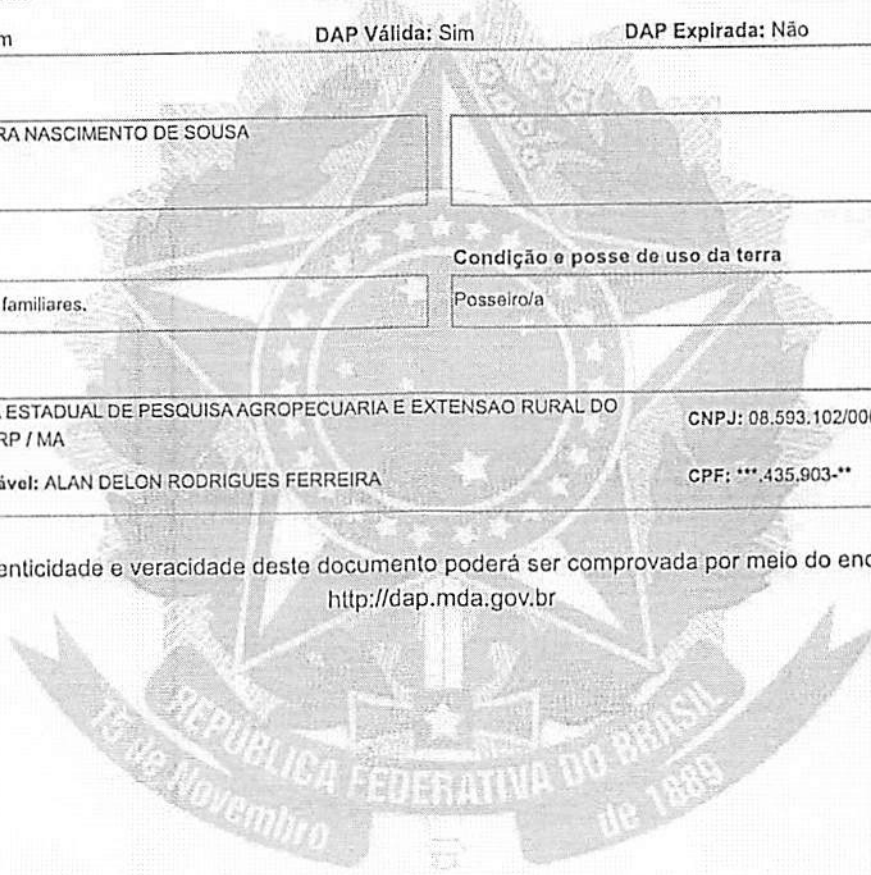 m DAP Válida: Sim DAP Expirada: Não
RA NASCIMENTO DE SOUSA
Condição e posse de uso da terra
familiares. Posseiro/a
A ESTADUAL DE PESQUISA AGROPECUARIA E EXTENSAO RURAL DO CNPJ: 08.593.102/000
RP / MA
ável: ALAN DELON RODRIGUES FERREIRA CPF: ***.435.903-**
enticidade e veracidade deste documento poderá ser comprovada por meio do end
http://dap.mda.gov.br
REPÚBLICA FEDERATIVA DO BRASIL
15 de Novembro de 1889